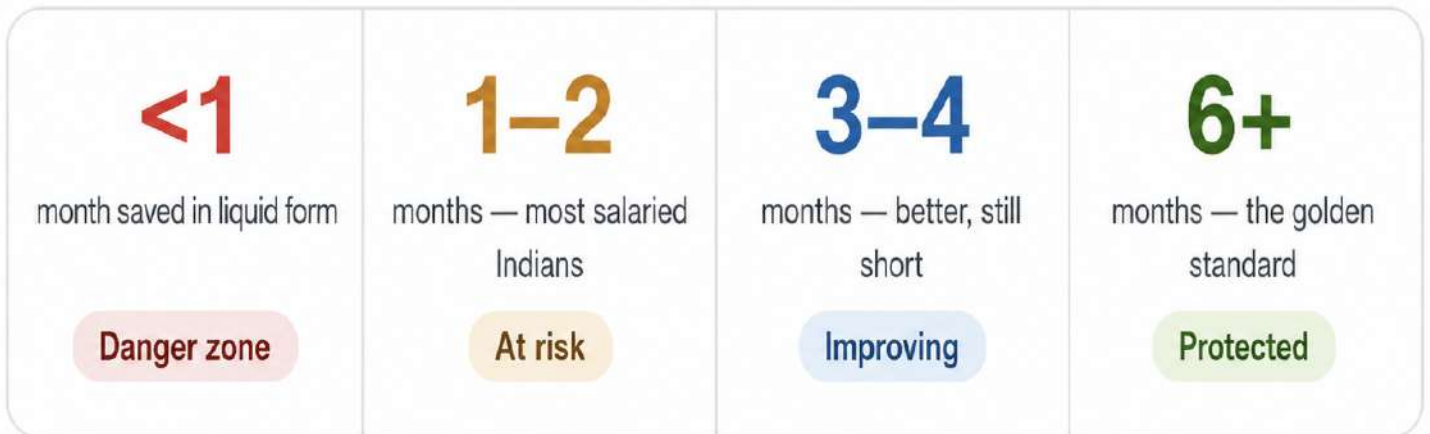 <1
month saved in liquid form
Danger zone
1–2
months — most salaried
Indians
At risk
3–4
months — better, still
short
Improving
6+
months — the golden
standard
Protected